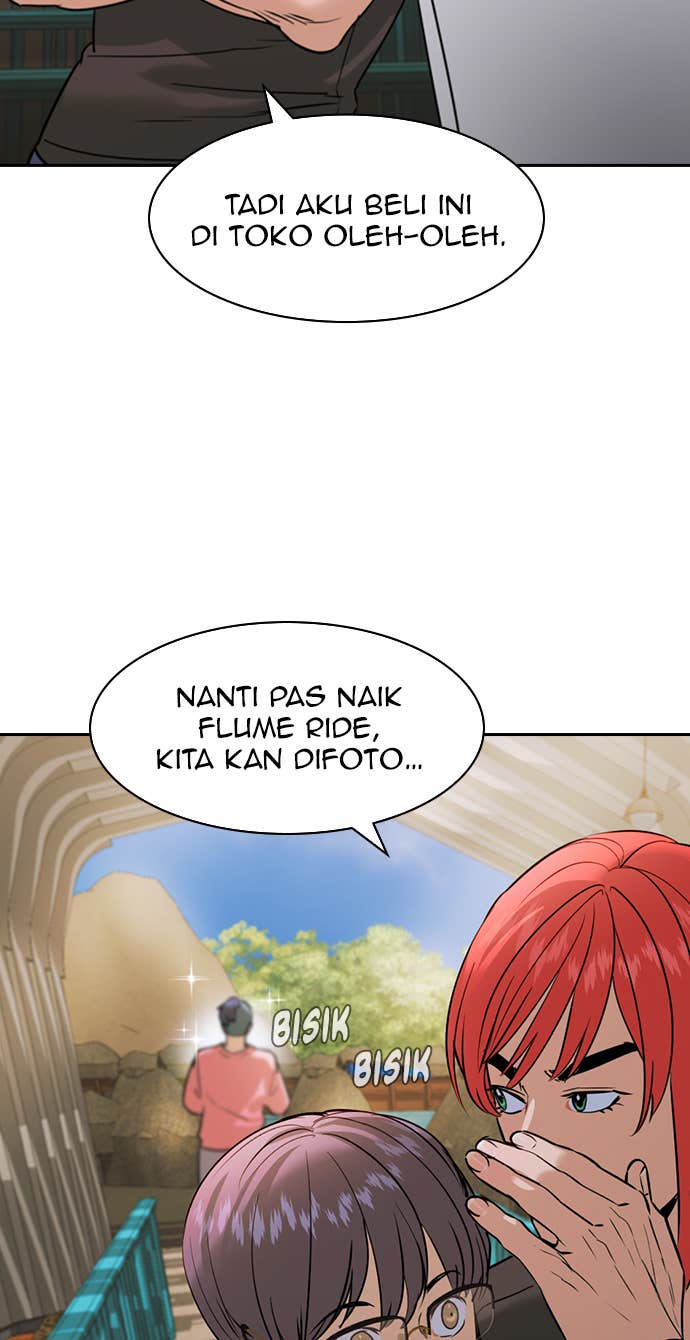 TADI AKU BELI INI
DI TOKO OLEH-OLEH.
NANTI PAS NAIK
FLUME RIDE,
KITA KAN DIFOTO...
BISIK
BISIK